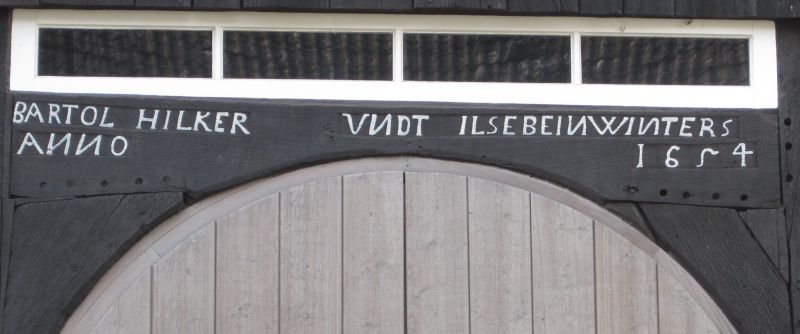 BARTOL HILKER VNDT ILSEBEINWINTERS
ANNO 1654